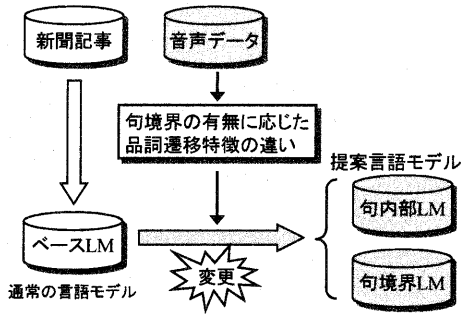 新聞記事
音声データ
句境界の有無に応じた
品詞遷移特徴の違い
提案言語モデル
句内部LM
ベースLM
変更
句境界LM
通常の言語モデル